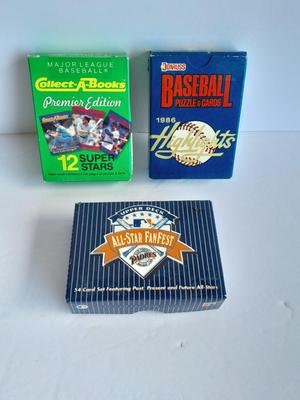 MAJOR LEAGUE
BASEBALL®
Collect-A-Books
Premier Edition
12 SUPER
STARS
DONRUSS
BASEBALL
PUZZLE & CARDS
1986
Highlights
UPPER DECK
ALL-STAR FANFEST
PADRES
54 Card Set Featuring Past, Present and Future All-Stars